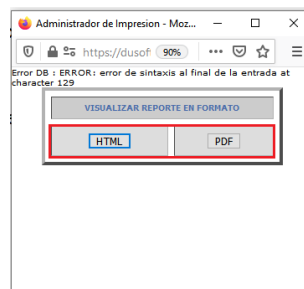 Administrador de Impresion - Moz...
https://dusof
90%
Error DB : ERROR: error de sintaxis al final de la entrada at
character 129
VISUALIZAR REPORTE EN FORMATO
HTML
PDF